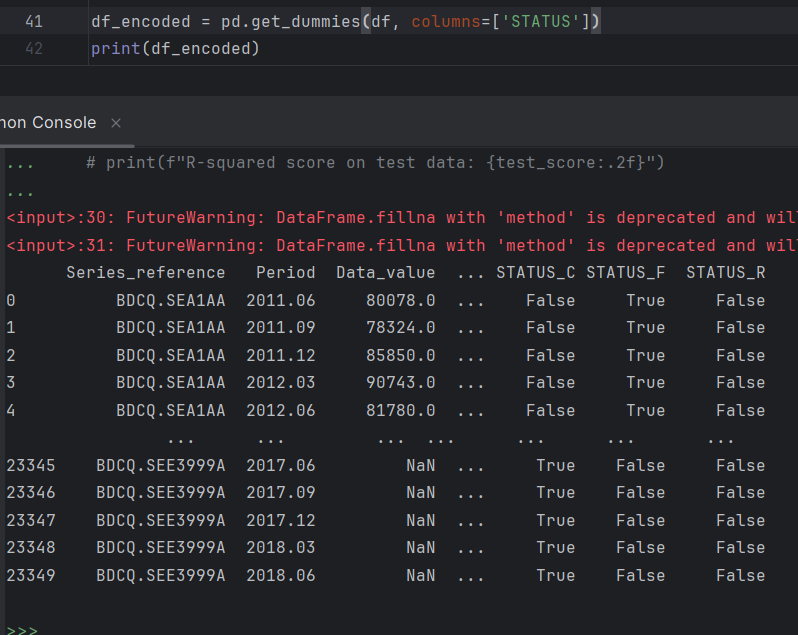 41 df_encoded = pd.get_dummies(df, columns=['STATUS'])
42 print(df_encoded)
hon Console ×
... # print(f"R-squared score on test data: {test_score:.2f}")
...
<input>:30: FutureWarning: DataFrame.fillna with 'method' is deprecated and wil
<input>:31: FutureWarning: DataFrame.fillna with 'method' is deprecated and wil
Series_reference Period Data_value ... STATUS_C STATUS_F STATUS_R
0 BDCQ.SEA1AA 2011.06 80078.0 ... False True False
1 BDCQ.SEA1AA 2011.09 78324.0 ... False True False
2 BDCQ.SEA1AA 2011.12 85850.0 ... False True False
3 BDCQ.SEA1AA 2012.03 90743.0 ... False True False
4 BDCQ.SEA1AA 2012.06 81780.0 ... False True False
... ... ... ... ... ... ...
23345 BDCQ.SEE3999A 2017.06 NaN ... True False False
23346 BDCQ.SEE3999A 2017.09 NaN ... True False False
23347 BDCQ.SEE3999A 2017.12 NaN ... True False False
23348 BDCQ.SEE3999A 2018.03 NaN ... True False False
23349 BDCQ.SEE3999A 2018.06 NaN ... True False False
>>>